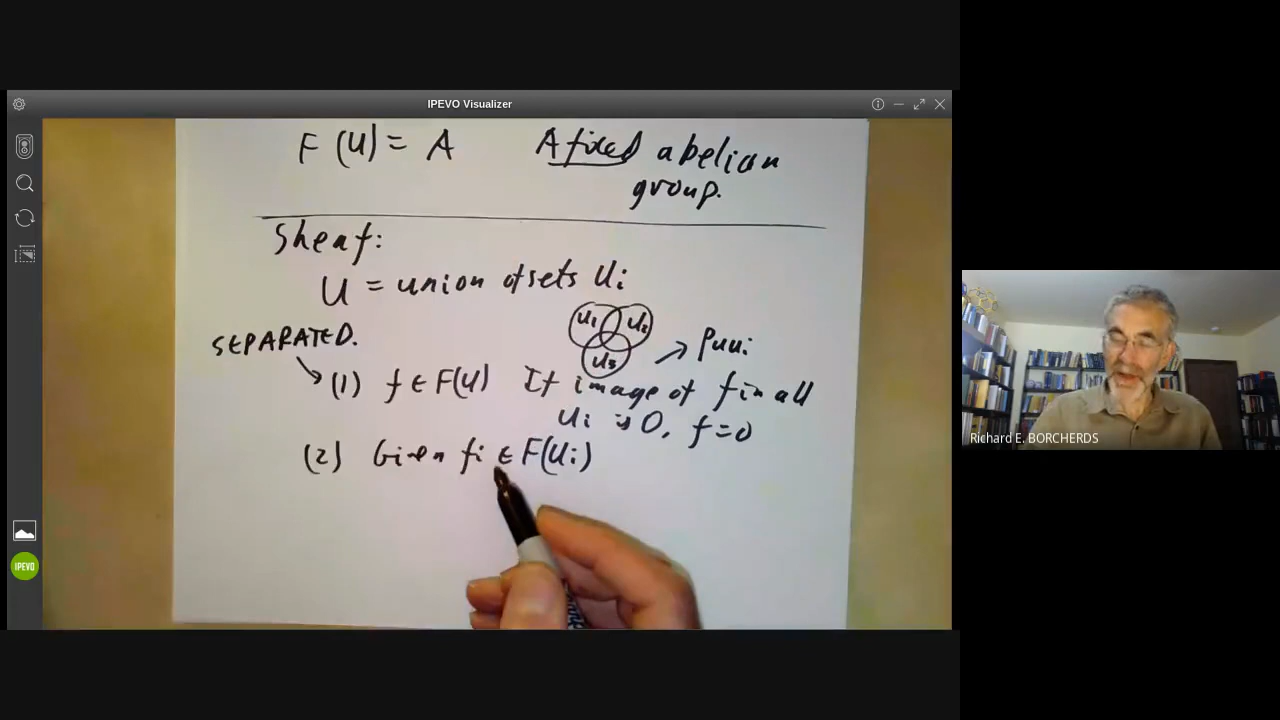 IPEVO Visualizer
F(U) = A A fixed abelian
group.
Sheaf:
U = union of sets Ui
SEPARATED.
U1 U2
U3
ρUUi
(1) f ∈ F(U) If image of f in all
Ui is 0, f=0
(2) Given fi ∈ F(Ui)
IPEVO
Richard E. BORCHERDS